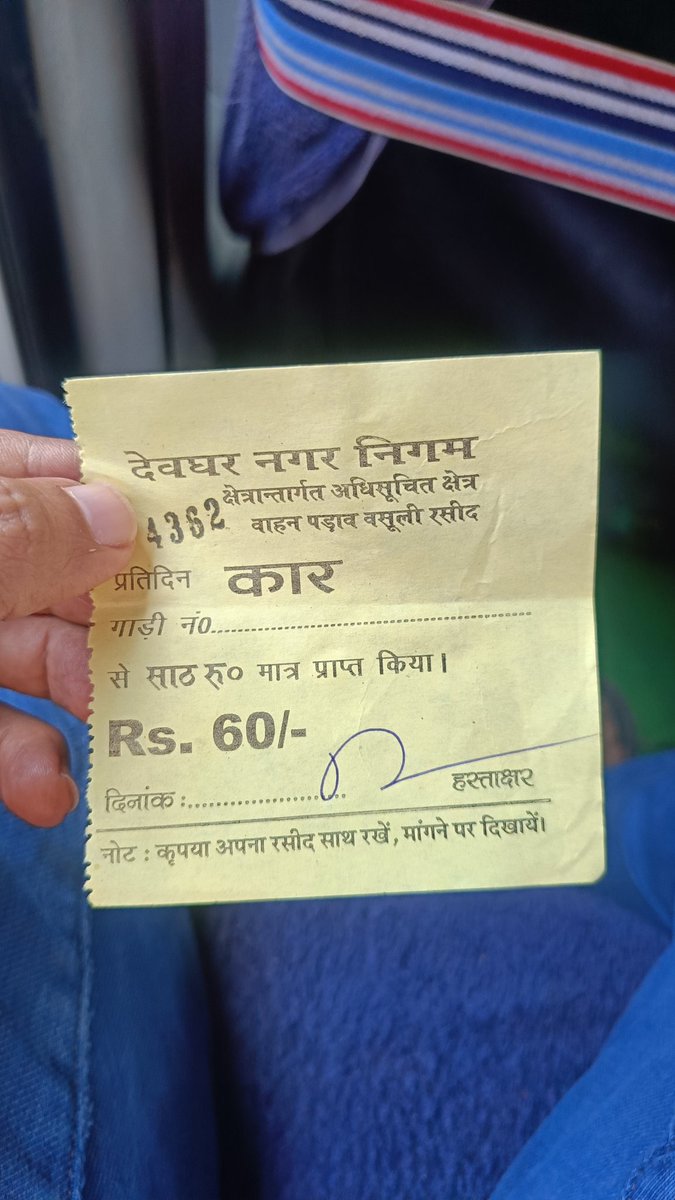 देवघर नगर निगम
क्षेत्रान्तार्गत अधिसूचित क्षेत्र
4362 वाहन पड़ाव वसूली रसीद
प्रतिदिन कार
गाड़ी नं0..................................................
से साठ रु० मात्र प्राप्त किया।
Rs. 60/-
हस्ताक्षर
दिनांक :..........................
नोट : कृपया अपना रसीद साथ रखें, मांगने पर दिखायें।